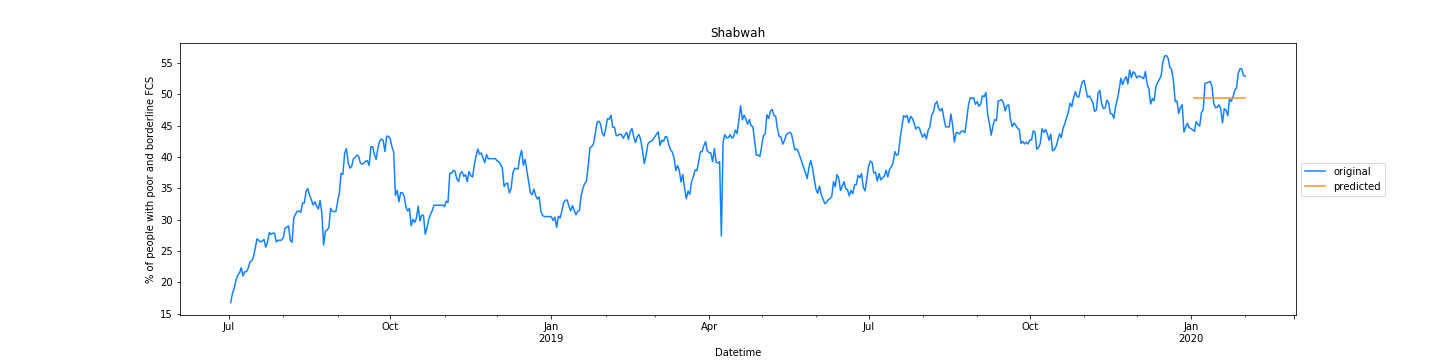 Shabwah
% of people with poor and borderline FCS
55
50
45
40
35
30
25
20
15
Jul
Oct
Jan
2019
Apr
Jul
Oct
Jan
2020
Datetime
original
predicted